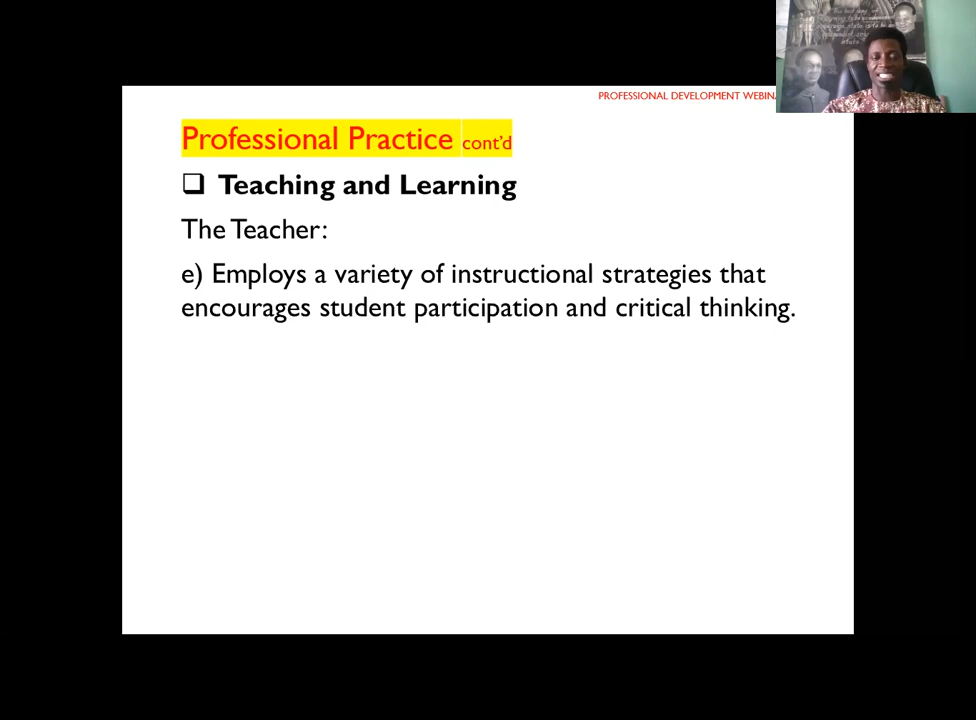 PROFESSIONAL DEVELOPMENT
Professional Practice cont'd
❑ Teaching and Learning
The Teacher:
e) Employs a variety of instructional strategies that
encourages student participation and critical thinking.